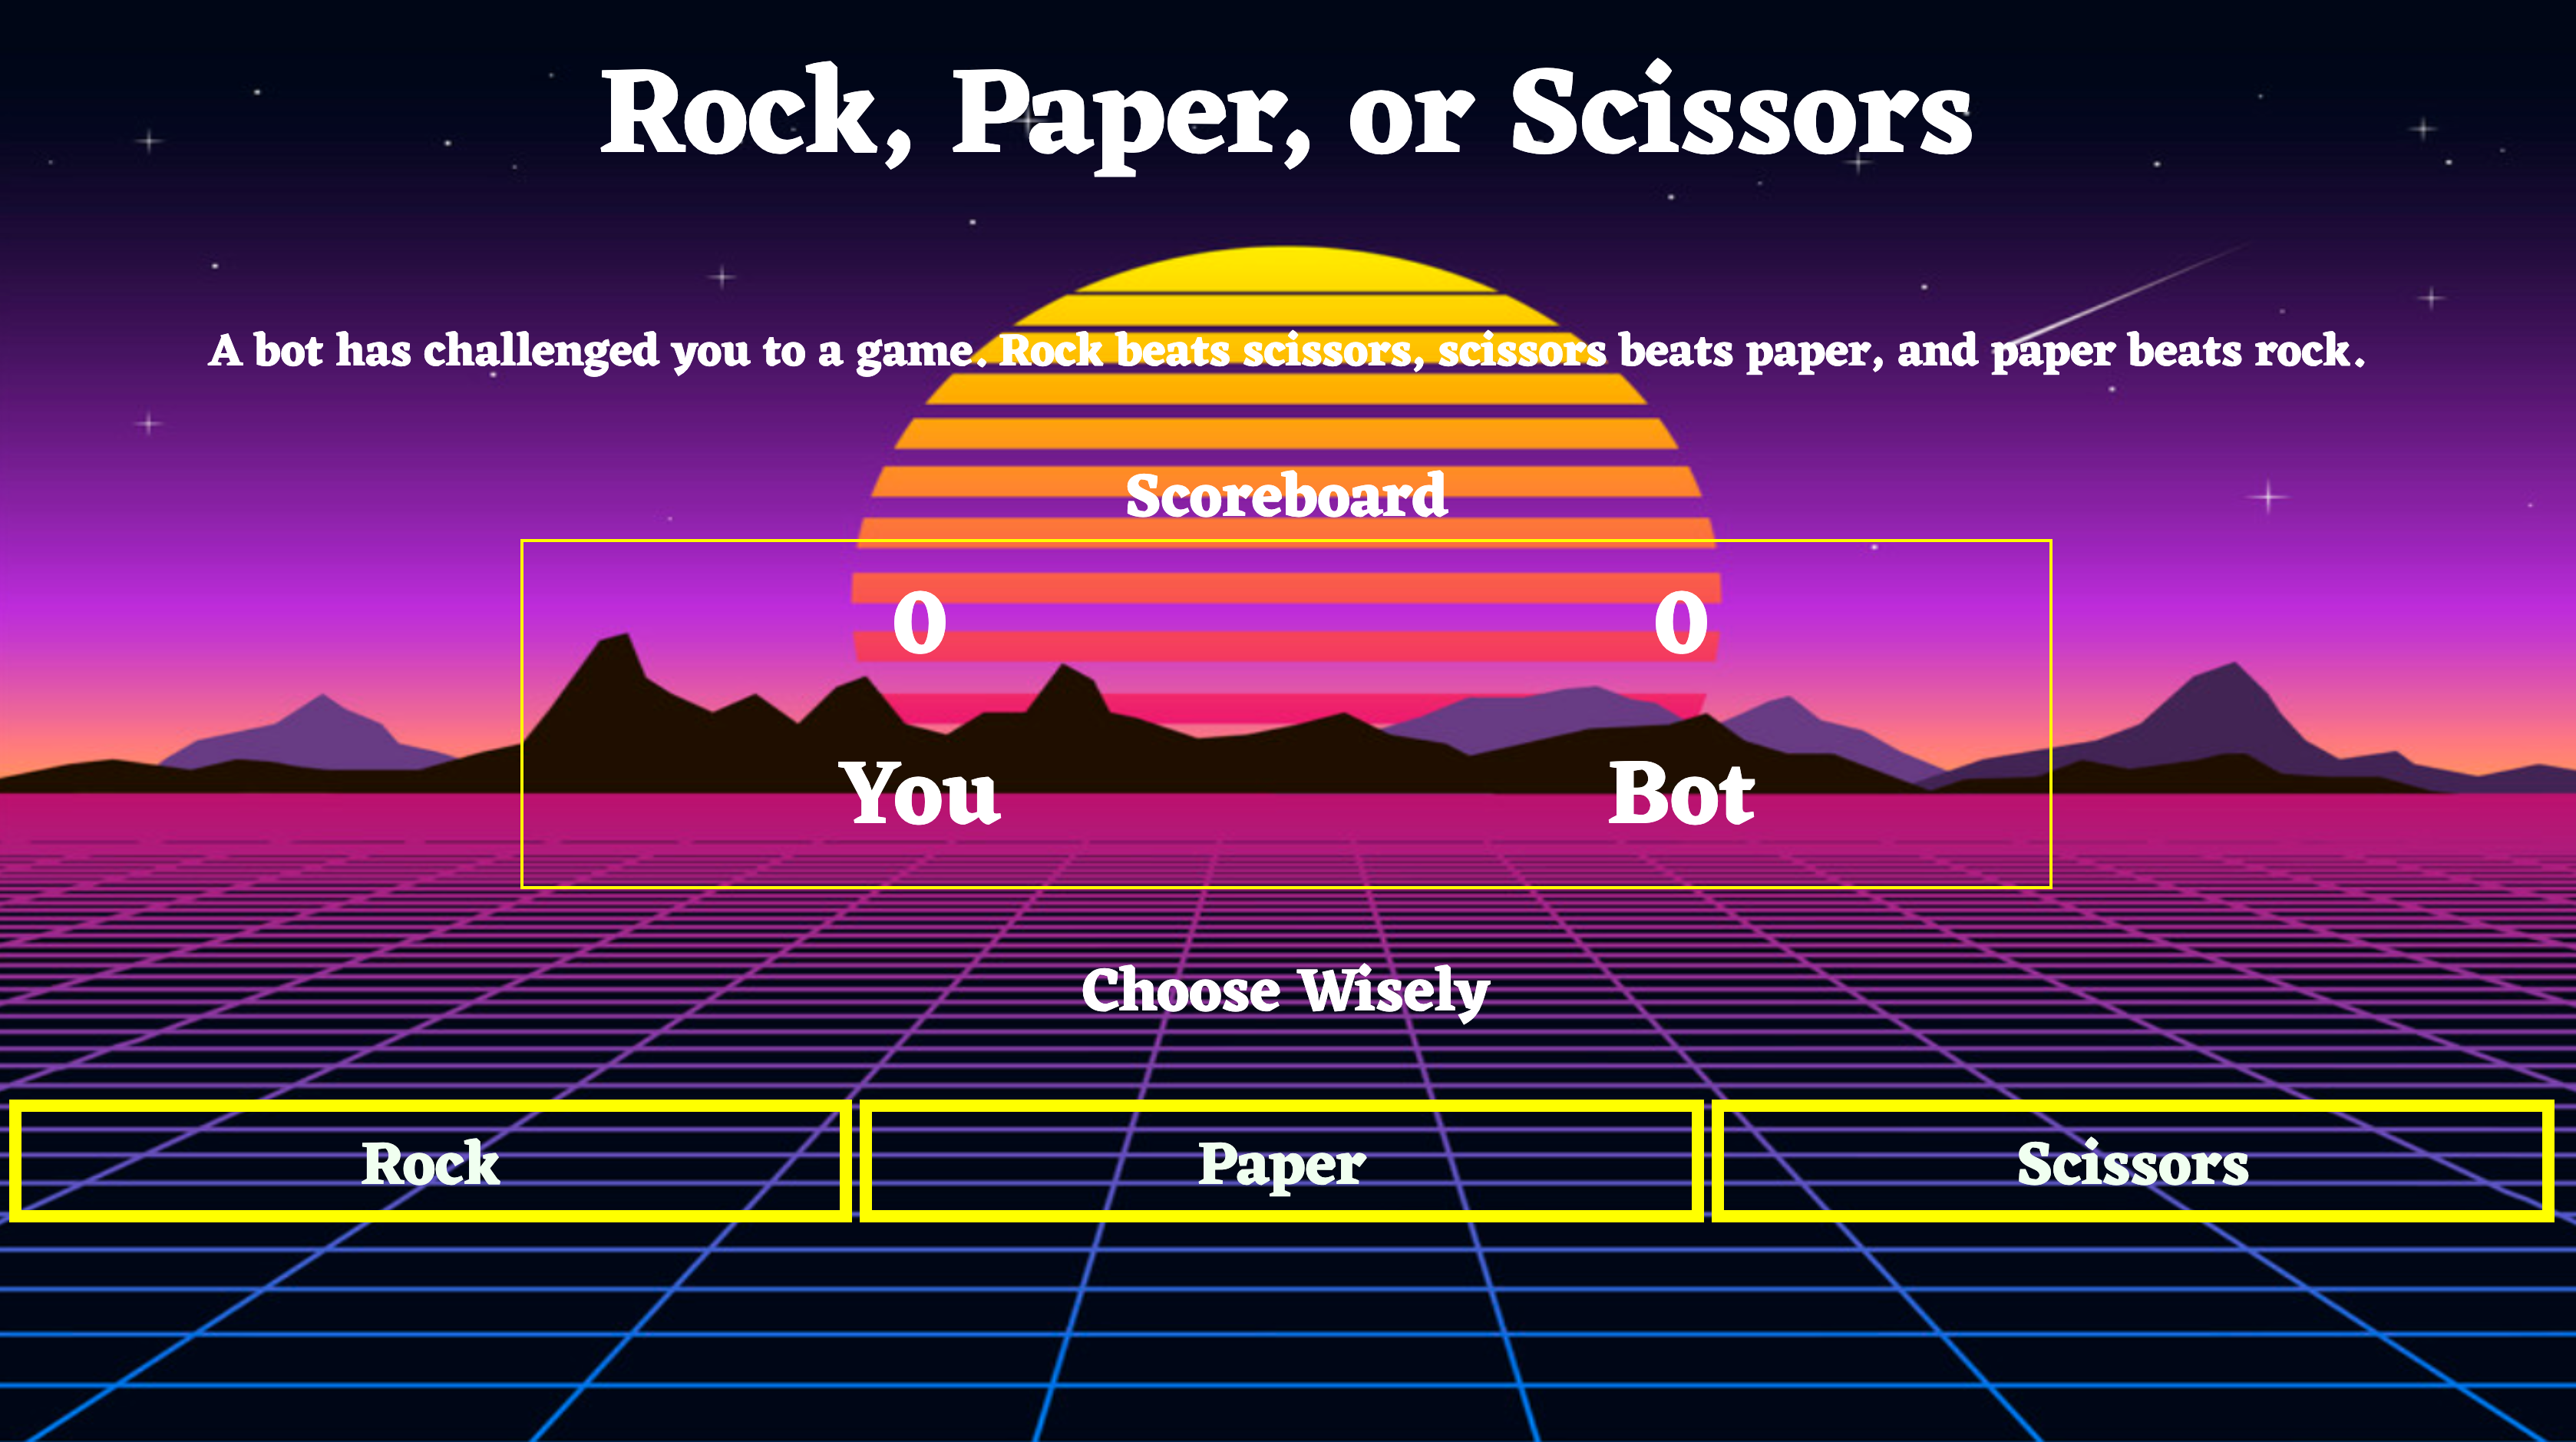 Rock, Paper, or Scissors
A bot has challenged you to a game. Rock beats scissors, scissors beats paper, and paper beats rock.
Scoreboard
0 0
You Bot
Choose Wisely
Rock Paper Scissors